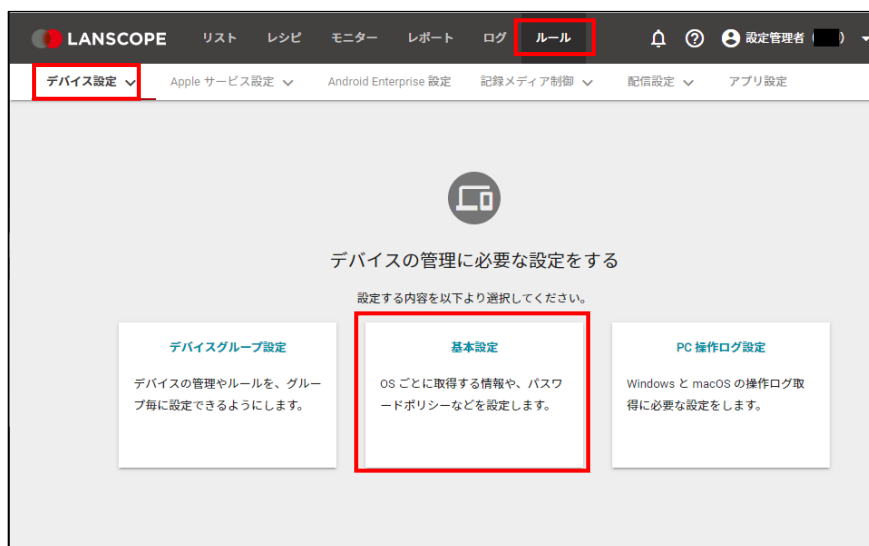 LANSCOPE リスト レシピ モニター レポート ログ ルール 設定管理者 ( )
デバイス設定 Apple サービス設定 Android Enterprise 設定 記録メディア制御 配信設定 アプリ設定
デバイスの管理に必要な設定をする
設定する内容を以下より選択してください。
デバイスグループ設定
デバイスの管理やルールを、グルー
プ毎に設定できるようにします。
基本設定
OS ごとに取得する情報や、パスワ
ードポリシーなどを設定します。
PC 操作ログ設定
Windows と macOS の操作ログ取
得に必要な設定をします。